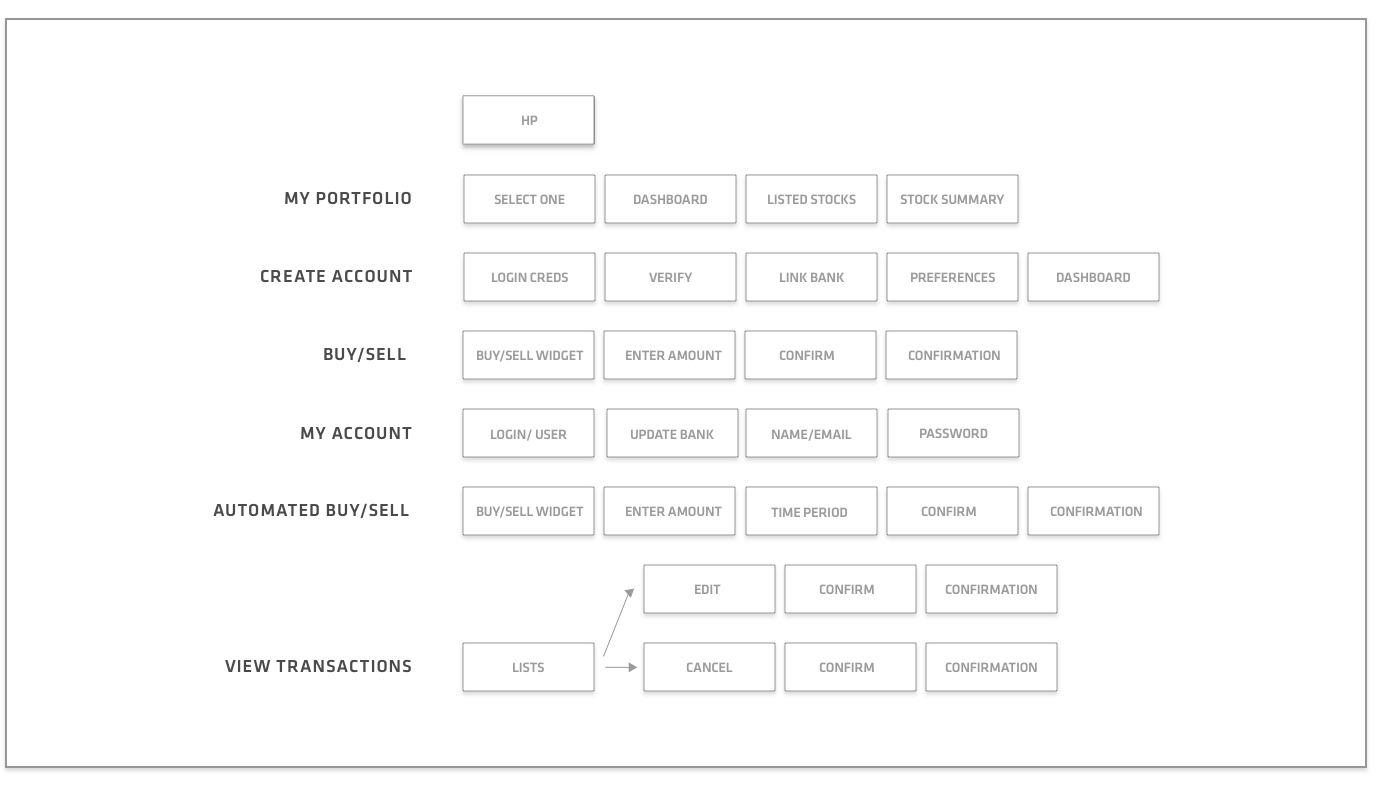 HP
MY PORTFOLIO SELECT ONE DASHBOARD LISTED STOCKS STOCK SUMMARY
CREATE ACCOUNT LOGIN CREDS VERIFY LINK BANK PREFERENCES DASHBOARD
BUY/SELL BUY/SELL WIDGET ENTER AMOUNT CONFIRM CONFIRMATION
MY ACCOUNT LOGIN/ USER UPDATE BANK NAME/EMAIL PASSWORD
AUTOMATED BUY/SELL BUY/SELL WIDGET ENTER AMOUNT TIME PERIOD CONFIRM CONFIRMATION
EDIT CONFIRM CONFIRMATION
VIEW TRANSACTIONS LISTS CANCEL CONFIRM CONFIRMATION